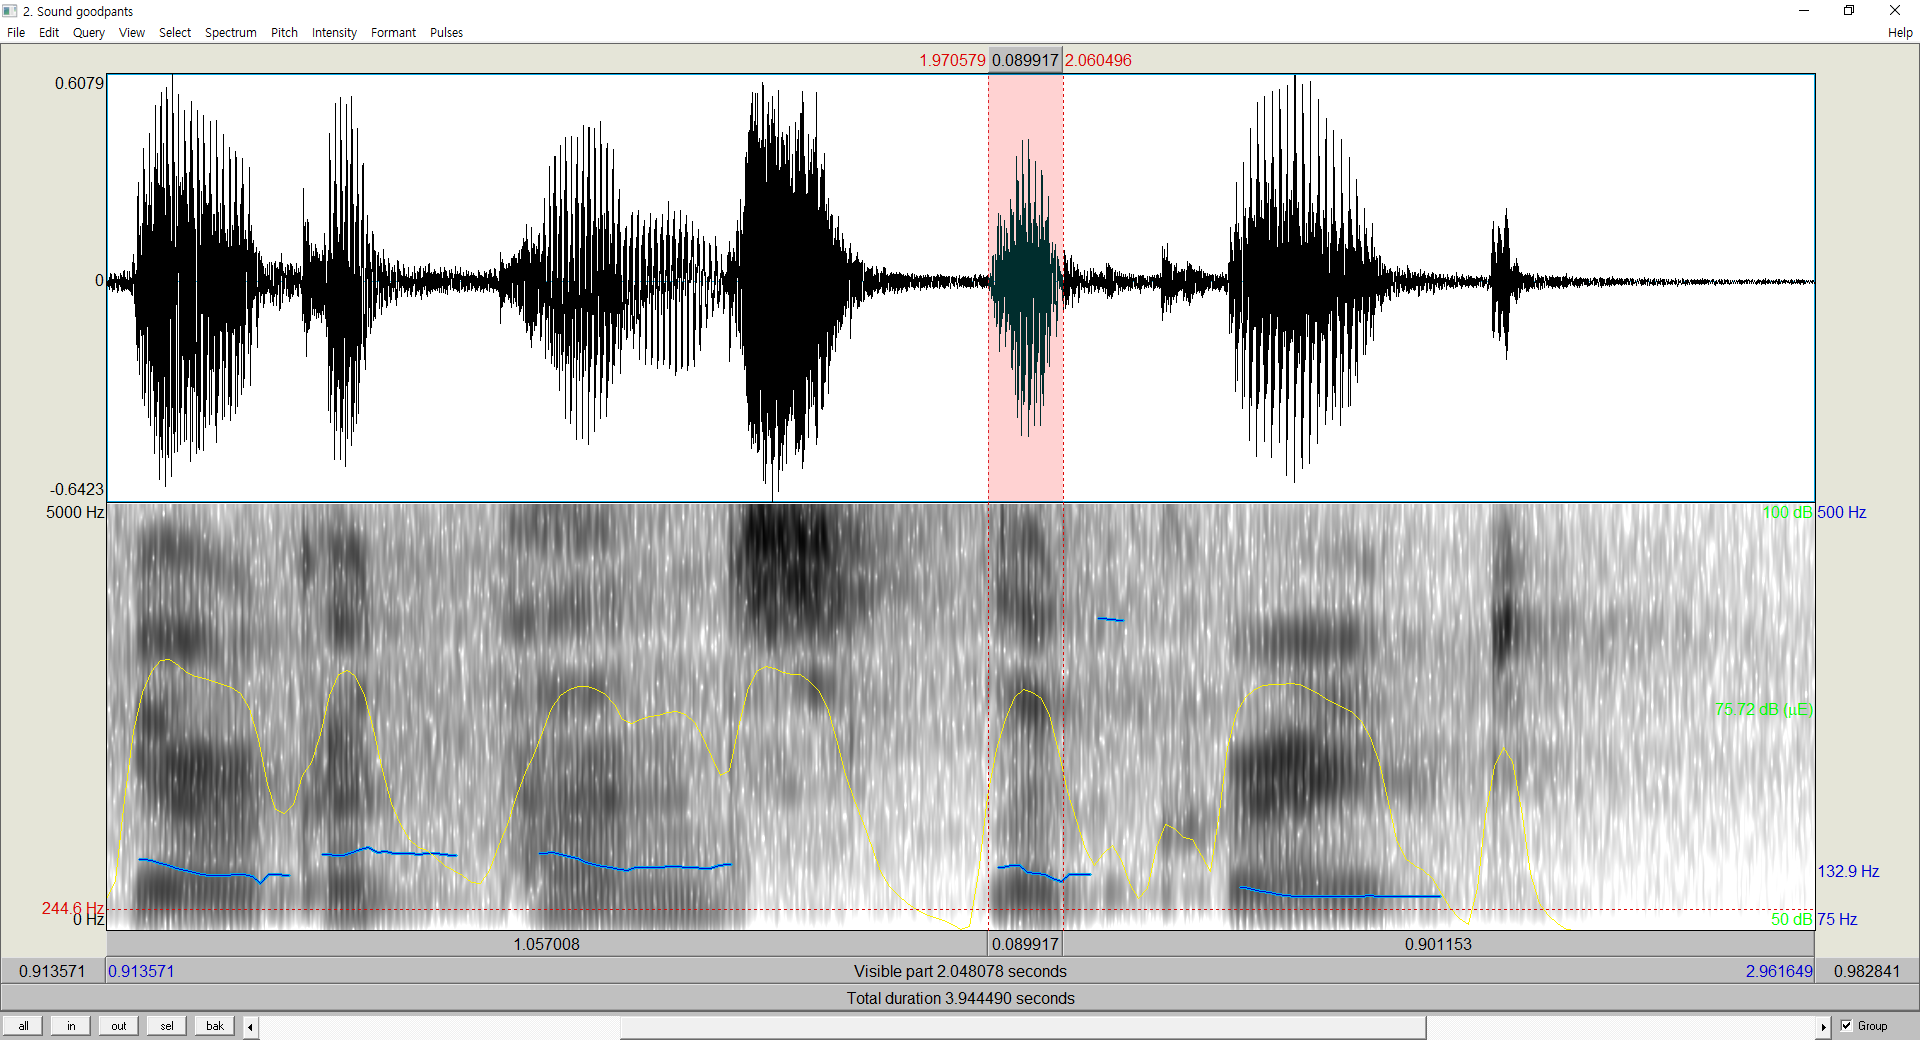 2. Sound goodpants
File Edit Query View Select Spectrum Pitch Intensity Formant Pulses Help
1.970579 0.089917 2.060496
0.6079
0
-0.6423
5000 Hz 100 dB 500 Hz
75.72 dB (µE)
132.9 Hz
244.6 Hz
0 Hz 50 dB 75 Hz
1.057008 0.089917 0.901153
0.913571 0.913571 Visible part 2.048078 seconds 2.961649 0.982841
Total duration 3.944490 seconds
all in out sel bak Group